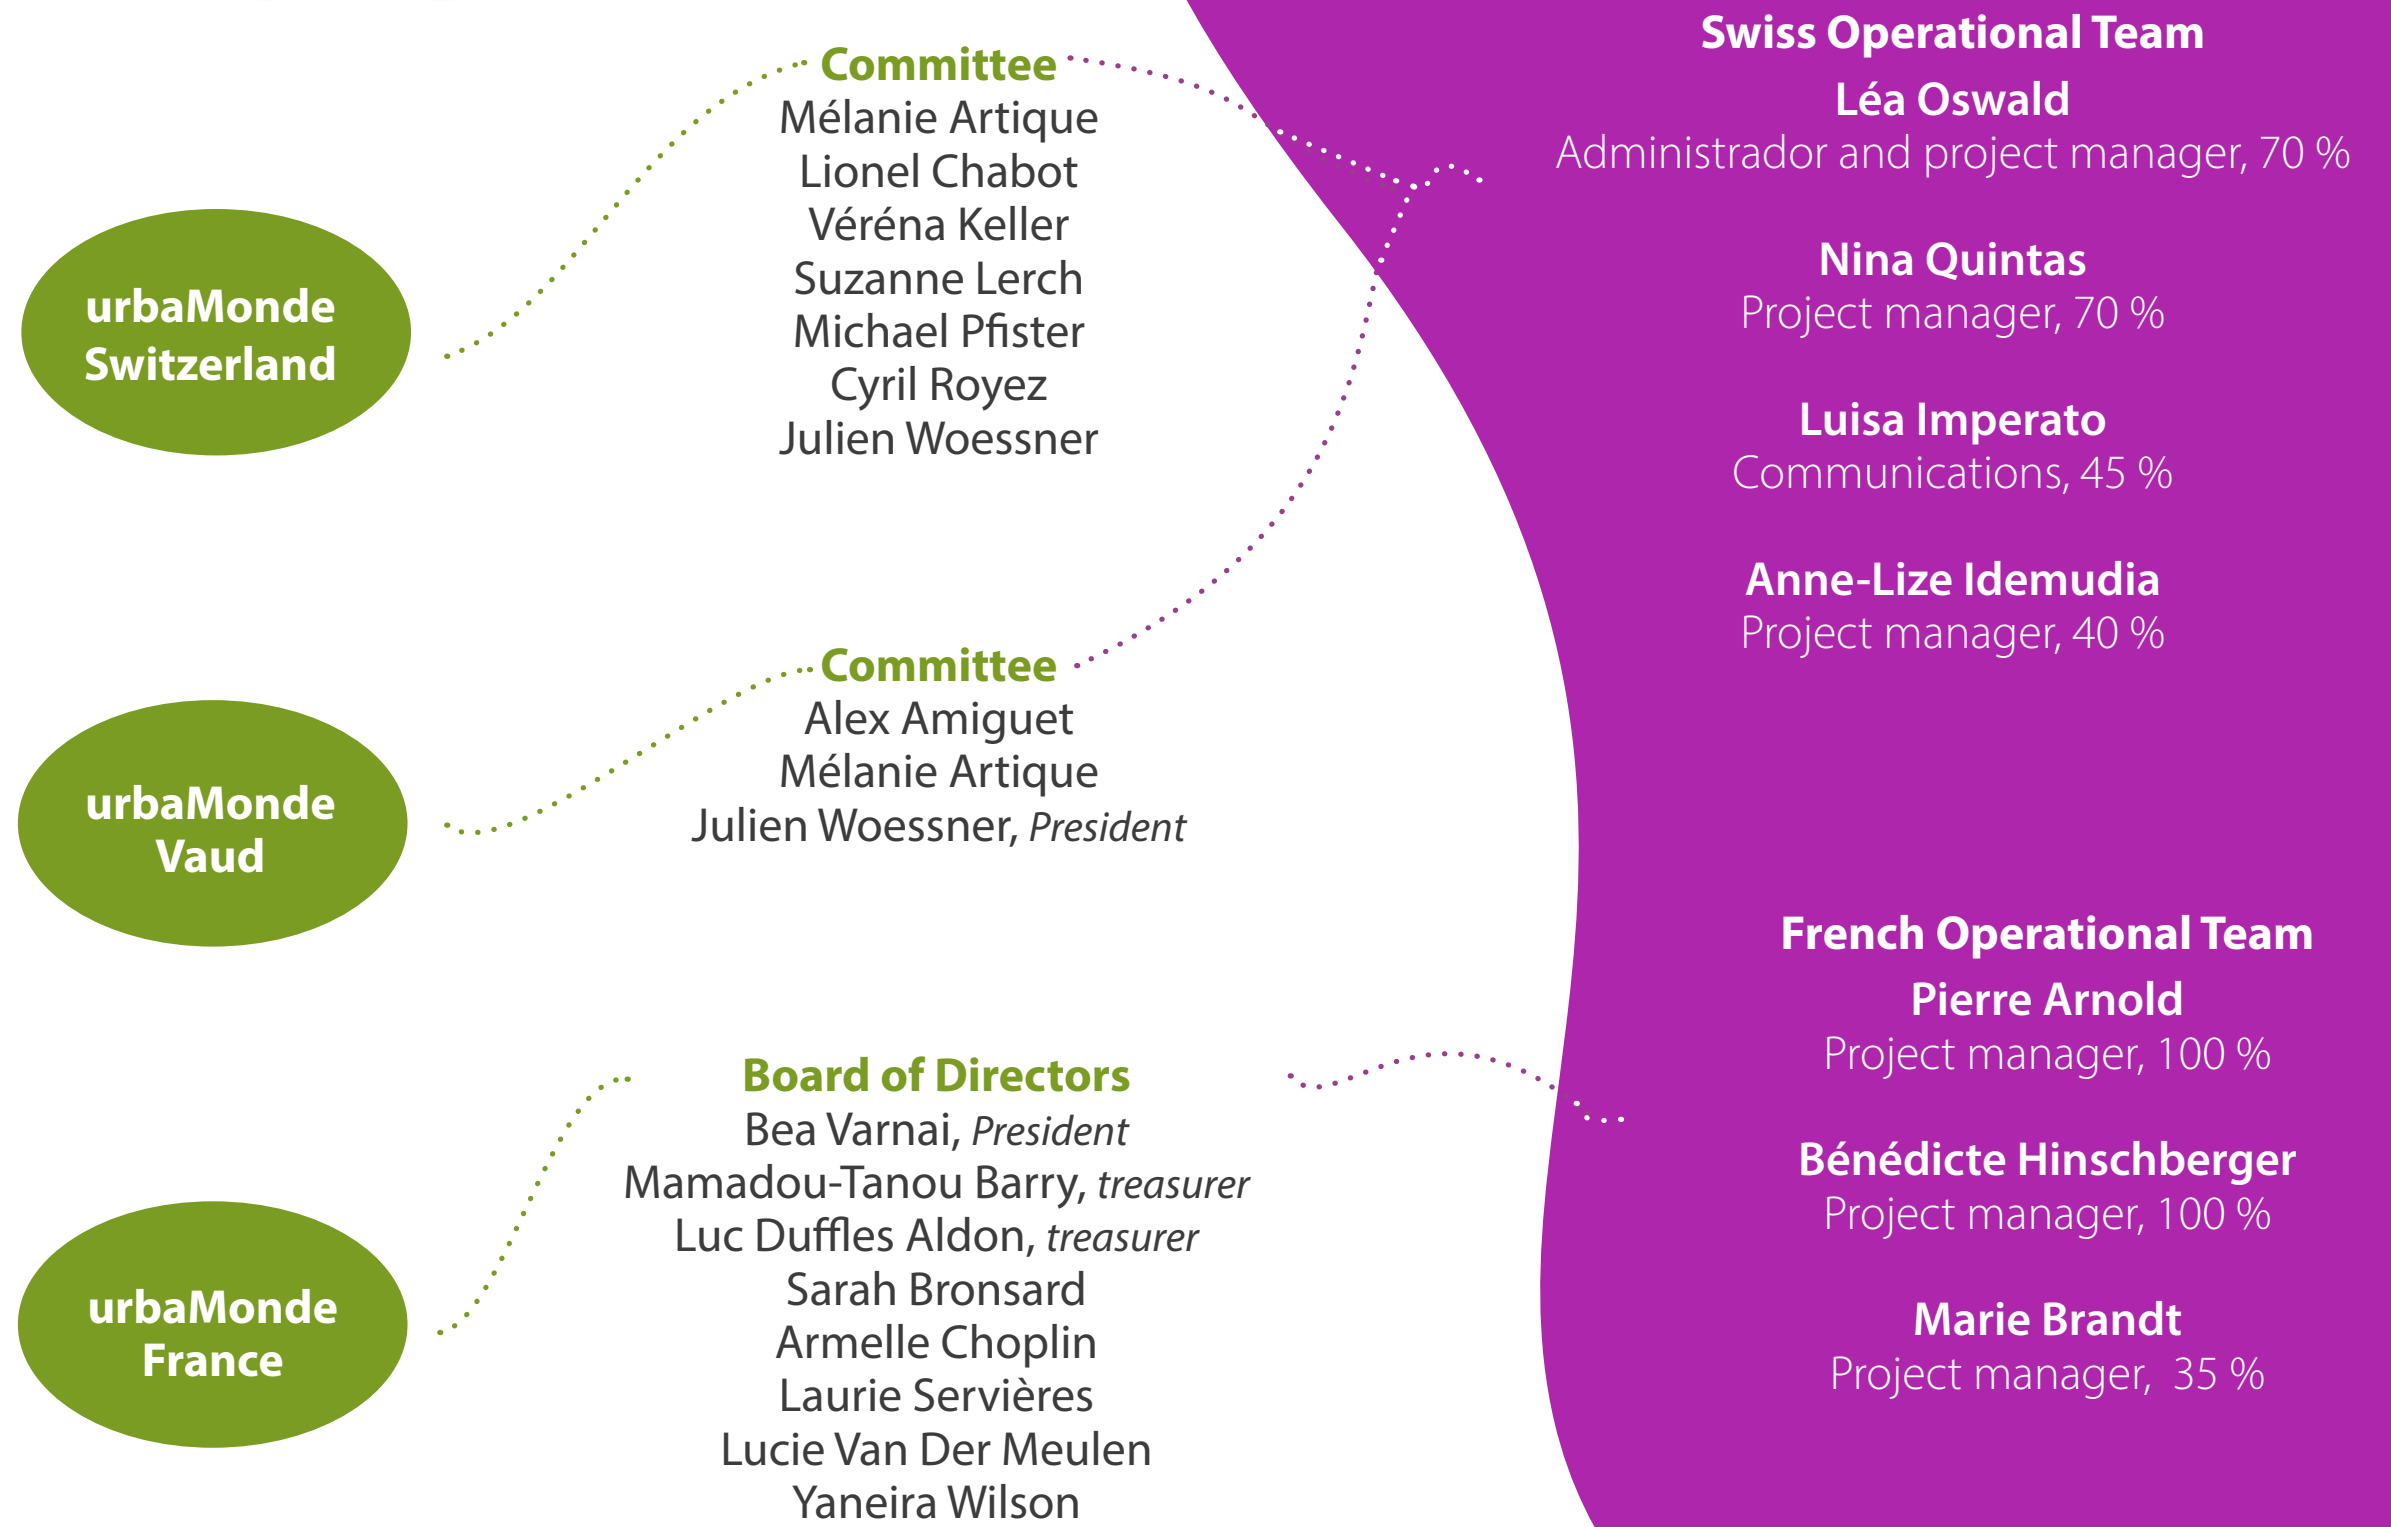 urbaMonde
Switzerland
Committee
Mélanie Artique
Lionel Chabot
Véréna Keller
Suzanne Lerch
Michael Pfister
Cyril Royez
Julien Woessner
urbaMonde
Vaud
Committee
Alex Amiguet
Mélanie Artique
Julien Woessner, President
urbaMonde
France
Board of Directors
Bea Varnai, President
Mamadou-Tanou Barry, treasurer
Luc Duffles Aldon, treasurer
Sarah Bronsard
Armelle Choplin
Laurie Servières
Lucie Van Der Meulen
Yaneira Wilson
Swiss Operational Team
Léa Oswald
Administrador and project manager, 70 %
Nina Quintas
Project manager, 70 %
Luisa Imperato
Communications, 45 %
Anne-Lize Idemudia
Project manager, 40 %
French Operational Team
Pierre Arnold
Project manager, 100 %
Bénédicte Hinschberger
Project manager, 100 %
Marie Brandt
Project manager,  35 %